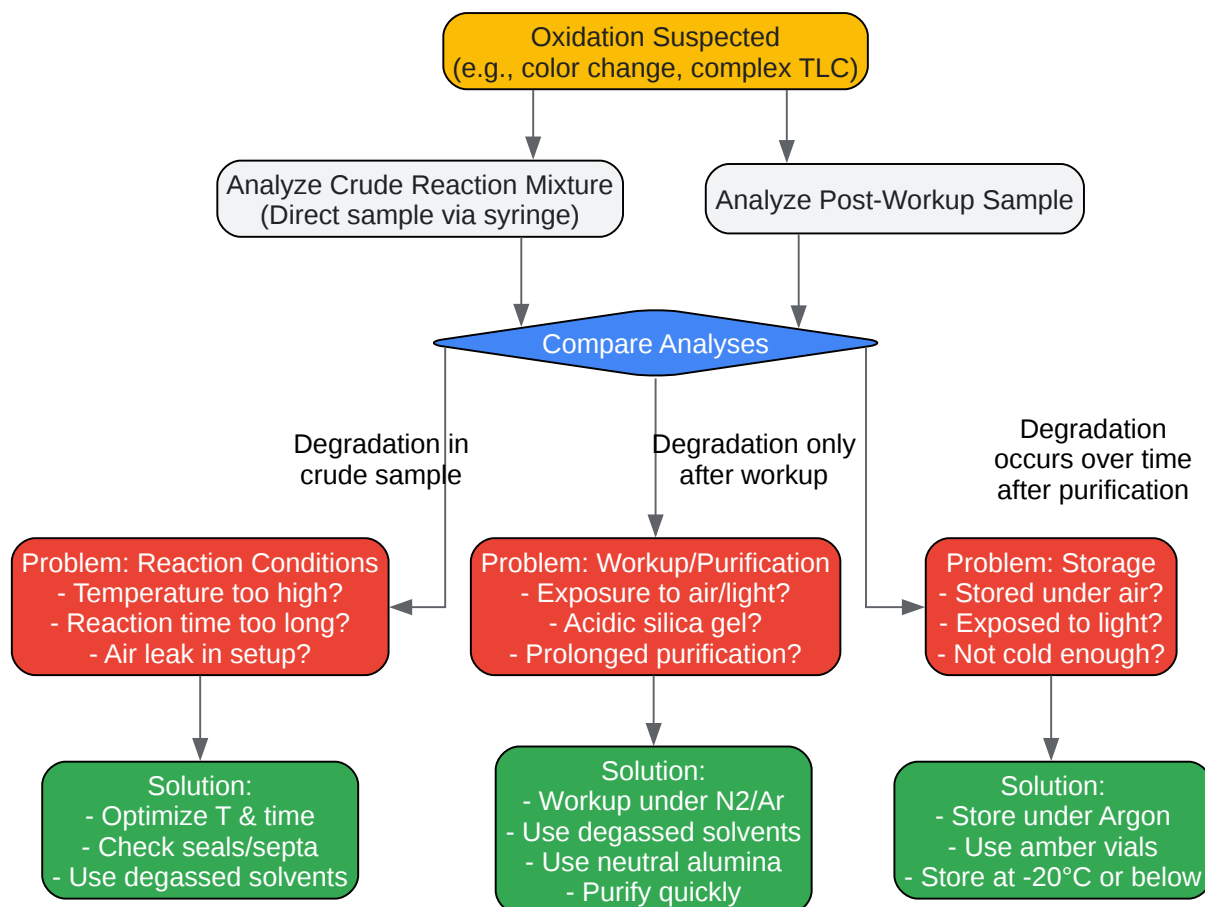 Oxidation Suspected
(e.g., color change, complex TLC)
Analyze Crude Reaction Mixture
(Direct sample via syringe)
Analyze Post-Workup Sample
Compare Analyses
Degradation in
crude sample
Degradation only
after workup
Degradation
occurs over time
after purification
Problem: Reaction Conditions
- Temperature too high?
- Reaction time too long?
- Air leak in setup?
Problem: Workup/Purification
- Exposure to air/light?
- Acidic silica gel?
- Prolonged purification?
Problem: Storage
- Stored under air?
- Exposed to light?
- Not cold enough?
Solution:
- Optimize T & time
- Check seals/septa
- Use degassed solvents
Solution:
- Workup under N2/Ar
- Use degassed solvents
- Use neutral alumina
- Purify quickly
Solution:
- Store under Argon
- Use amber vials
- Store at -20°C or below